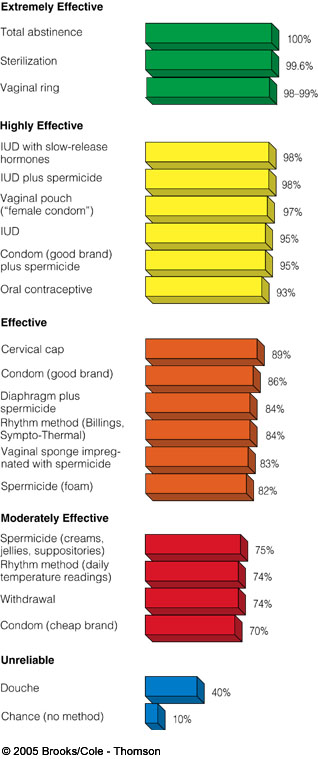 Extremely Effective
Total abstinence 100%
Sterilization 99.6%
Vaginal ring 98–99%
Highly Effective
IUD with slow-release
hormones 98%
IUD plus spermicide 98%
Vaginal pouch
(“female condom”) 97%
IUD 95%
Condom (good brand)
plus spermicide 95%
Oral contraceptive 93%
Effective
Cervical cap 89%
Condom (good brand) 86%
Diaphragm plus
spermicide 84%
Rhythm method (Billings,
Sympto-Thermal) 84%
Vaginal sponge impreg-
nated with spermicide 83%
Spermicide (foam) 82%
Moderately Effective
Spermicide (creams,
jellies, suppositories) 75%
Rhythm method (daily
temperature readings) 74%
Withdrawal 74%
Condom (cheap brand) 70%
Unreliable
Douche 40%
Chance (no method) 10%
© 2005 Brooks/Cole - Thomson